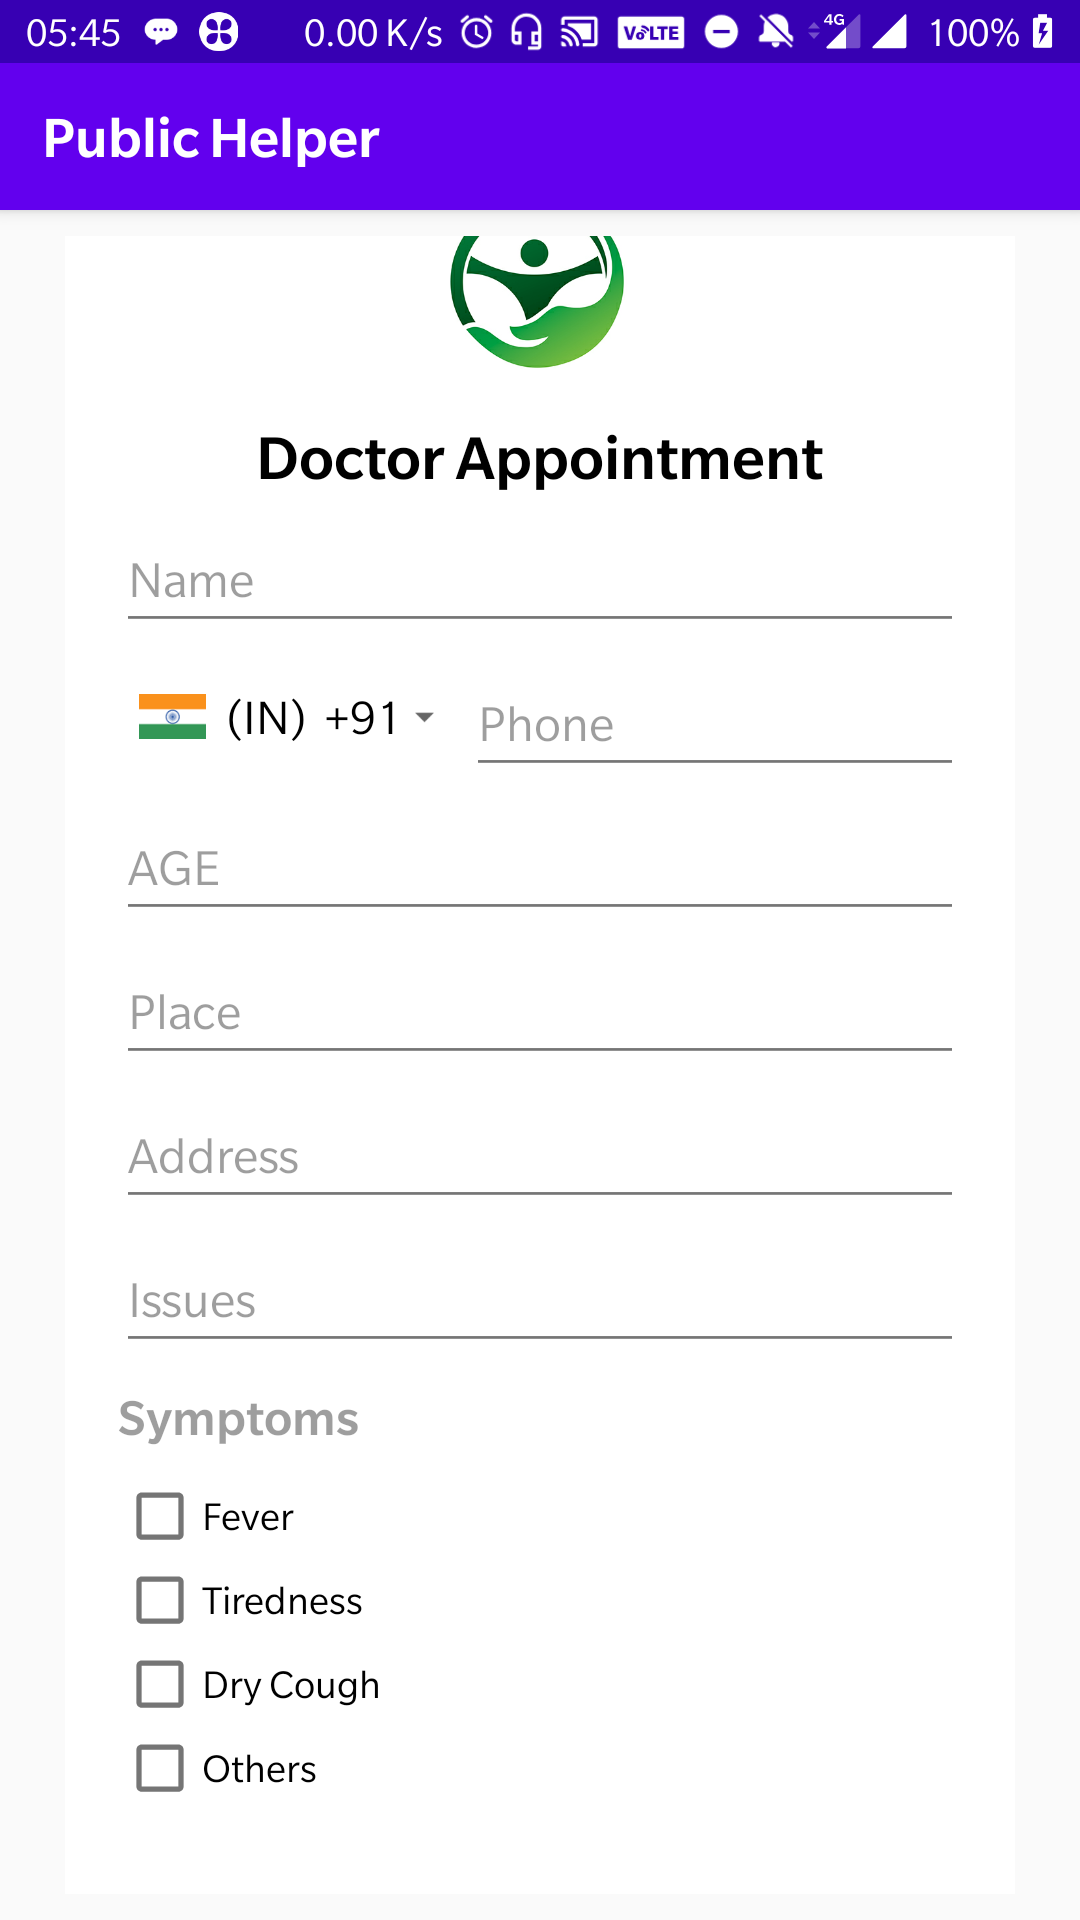 05:45 0.00 K/s VoLTE 4G 100%
Public Helper
Doctor Appointment
Name
(IN) +91 Phone
AGE
Place
Address
Issues
Symptoms
Fever
Tiredness
Dry Cough
Others